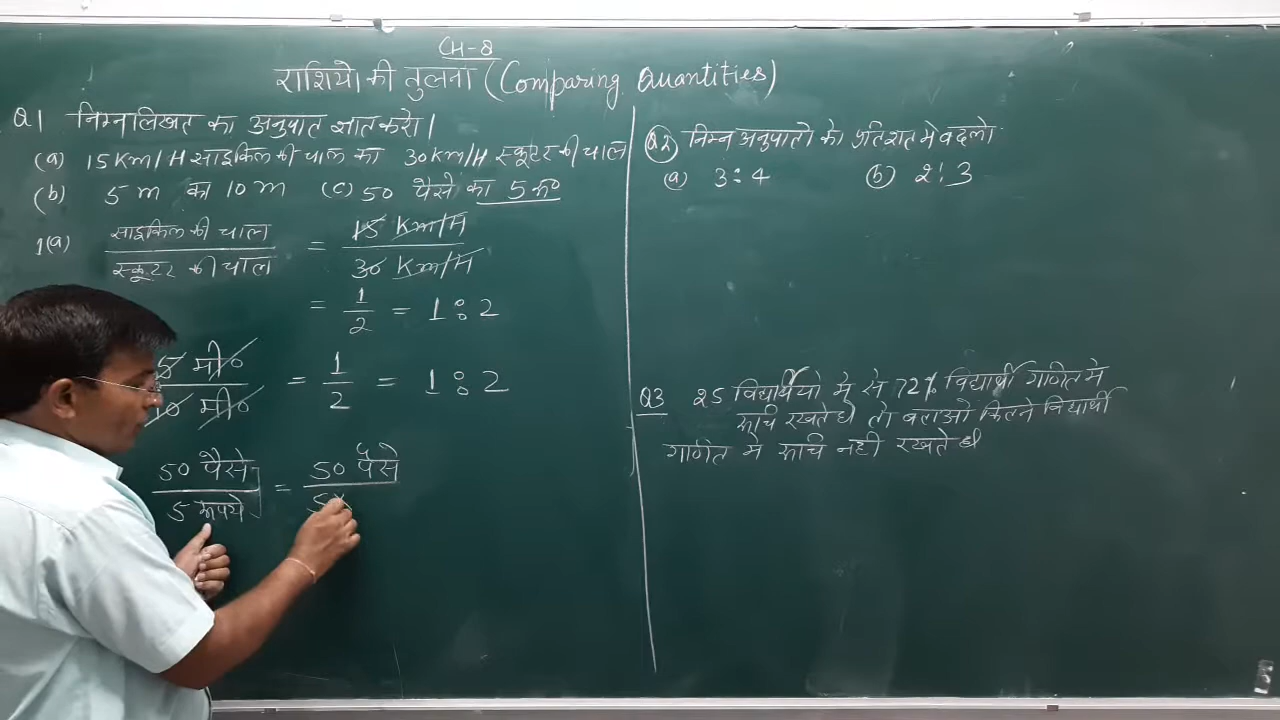 CH-8
राशियो की तुलना (Comparing Quantities)
Q1 निम्नलिखित का अनुपात ज्ञात करो।
(a) 15 Km/H साइकिल की चाल का 30 km/H स्कूटर की चाल
(b) 5 m का 10 m (c) 50 पैसे का 5 रू०
1(a) साइकिल की चाल / स्कूटर की चाल = 15 Km/H / 30 Km/H
= 1/2 = 1:2
5 मी० / 10 मी० = 1/2 = 1:2
50 पैसे / 5 रूपये = 50 पैसे / 5x
Q2 निम्न अनुपातो को प्रतिशत मे बदलो
(a) 3:4 (b) 2:3
Q3 25 विद्यार्थियो मे से 72% विद्यार्थी गणित मे
रूचि रखते है तो बताओ कितने विद्यार्थी
गणित मे रूचि नही रखते है